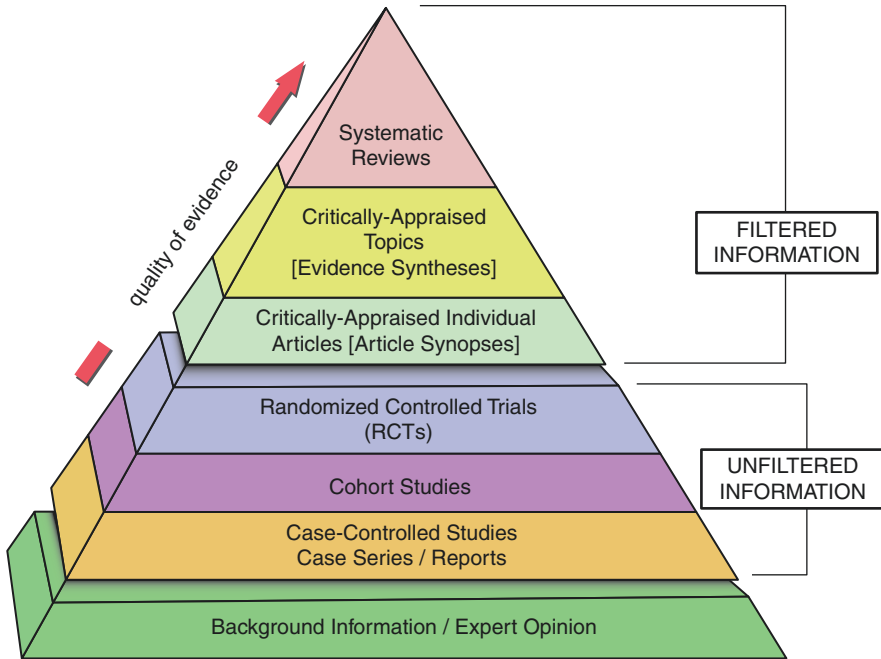 Systematic
Reviews
Critically-Appraised
Topics
[Evidence Syntheses]
Critically-Appraised Individual
Articles [Article Synopses]
Randomized Controlled Trials
(RCTs)
Cohort Studies
Case-Controlled Studies
Case Series / Reports
Background Information / Expert Opinion
quality of evidence
FILTERED
INFORMATION
UNFILTERED
INFORMATION